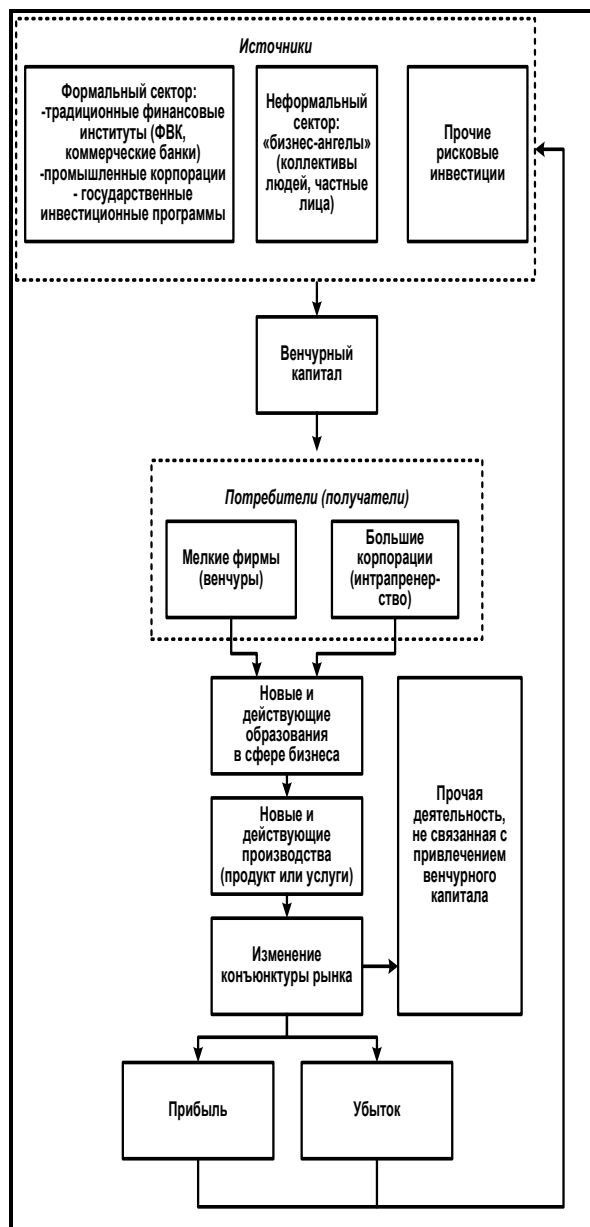 Источники
Формальный сектор:
-традиционные финансовые
институты (ФВК,
коммерческие банки)
-промышленные корпорации
- государственные
инвестиционные программы
Неформальный
сектор:
«бизнес-ангелы»
(коллективы
людей, частные
лица)
Прочие
рисковые
инвестиции
Венчурный
капитал
Потребители (получатели)
Мелкие фирмы
(венчуры)
Большие
корпорации
(интрапренер-
ство)
Новые и
действующие
образования
в сфере бизнеса
Прочая
деятельность,
не связанная с
привлечением
венчурного
капитала
Новые и
действующие
производства
(продукт или услуги)
Изменение
конъюнктуры рынка
Прибыль
Убыток